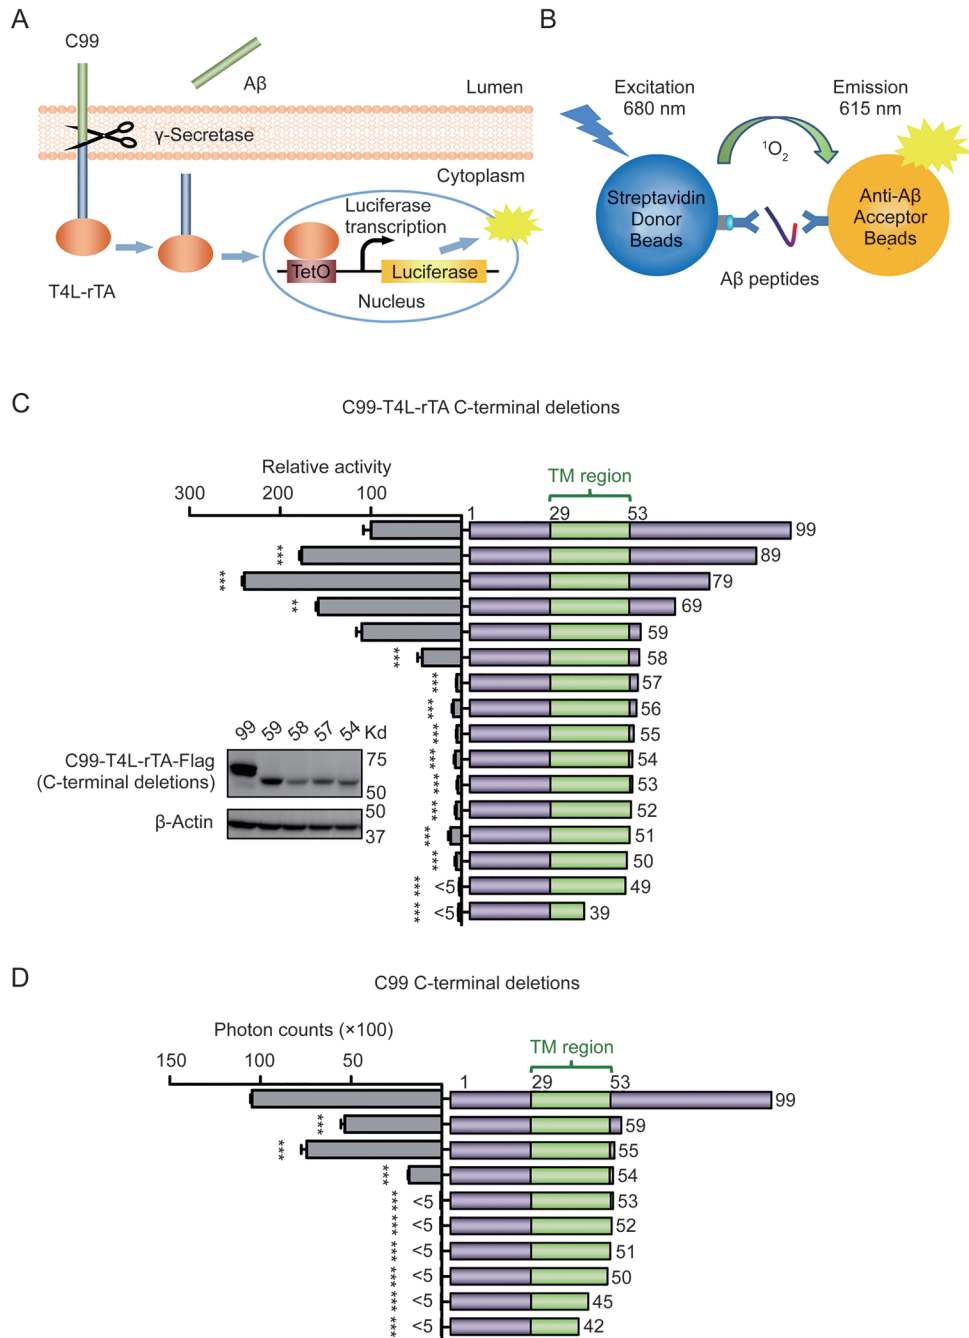 A
C99
Aβ
Lumen
γ-Secretase
Cytoplasm
Luciferase
transcription
TetO
Luciferase
T4L-rTA
Nucleus
B
Excitation
680 nm
Emission
615 nm
¹O₂
Streptavidin
Donor
Beads
Anti-Aβ
Acceptor
Beads
Aβ peptides
C
C99-T4L-rTA C-terminal deletions
Relative activity
TM region
300 200 100
1 29 53
99
*** 89
*** 79
** 69
59
*** 58
*** 57
*** 56
*** 55
*** 54
*** 53
*** 52
*** 51
*** 50
*** <5 49
*** <5 39
99 59 58 57 54 Kd
C99-T4L-rTA-Flag
(C-terminal deletions)
75
50
β-Actin
50
37
D
C99 C-terminal deletions
Photon counts (×100)
TM region
150 100 50
1 29 53
99
*** 59
*** 55
*** 54
*** <5 53
*** <5 52
*** <5 51
*** <5 50
*** <5 45
*** <5 42